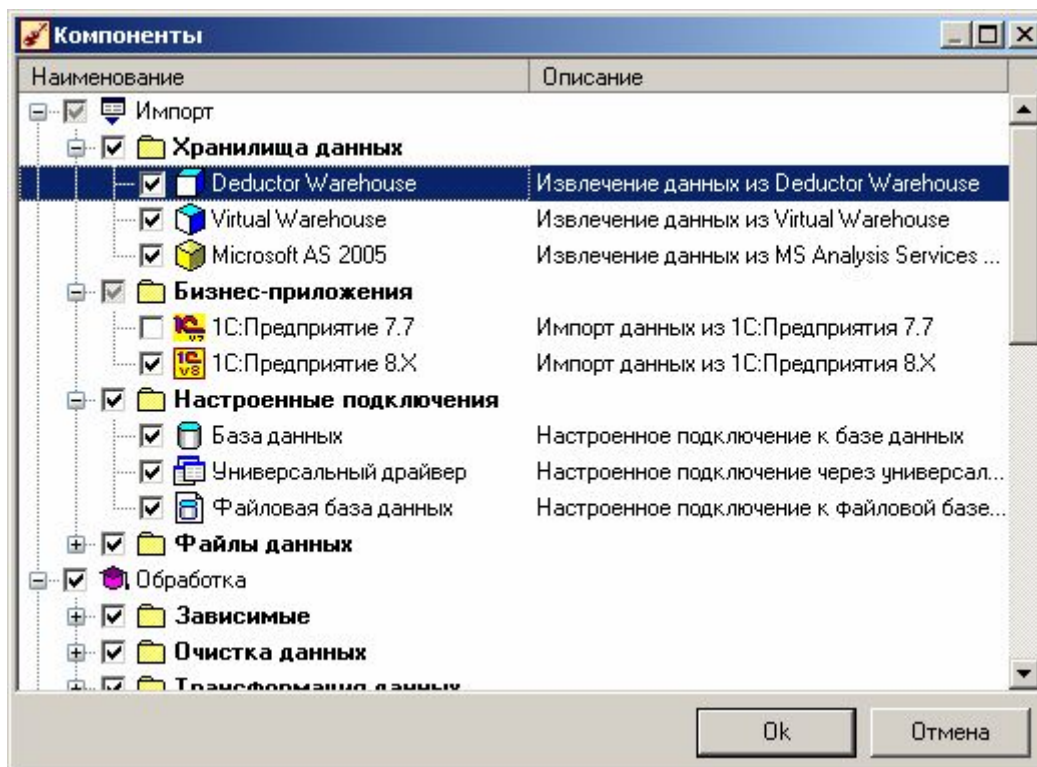 Компоненты
Наименование Описание
Импорт
Хранилища данных
Deductor Warehouse Извлечение данных из Deductor Warehouse
Virtual Warehouse Извлечение данных из Virtual Warehouse
Microsoft AS 2005 Извлечение данных из MS Analysis Services ...
Бизнес-приложения
1С:Предприятие 7.7 Импорт данных из 1С:Предприятия 7.7
1С:Предприятие 8.X Импорт данных из 1С:Предприятия 8.X
Настроенные подключения
База данных Настроенное подключение к базе данных
Универсальный драйвер Настроенное подключение через универсал...
Файловая база данных Настроенное подключение к файловой базе...
Файлы данных
Обработка
Зависимые
Очистка данных
Трансформация данных
Ok Отмена